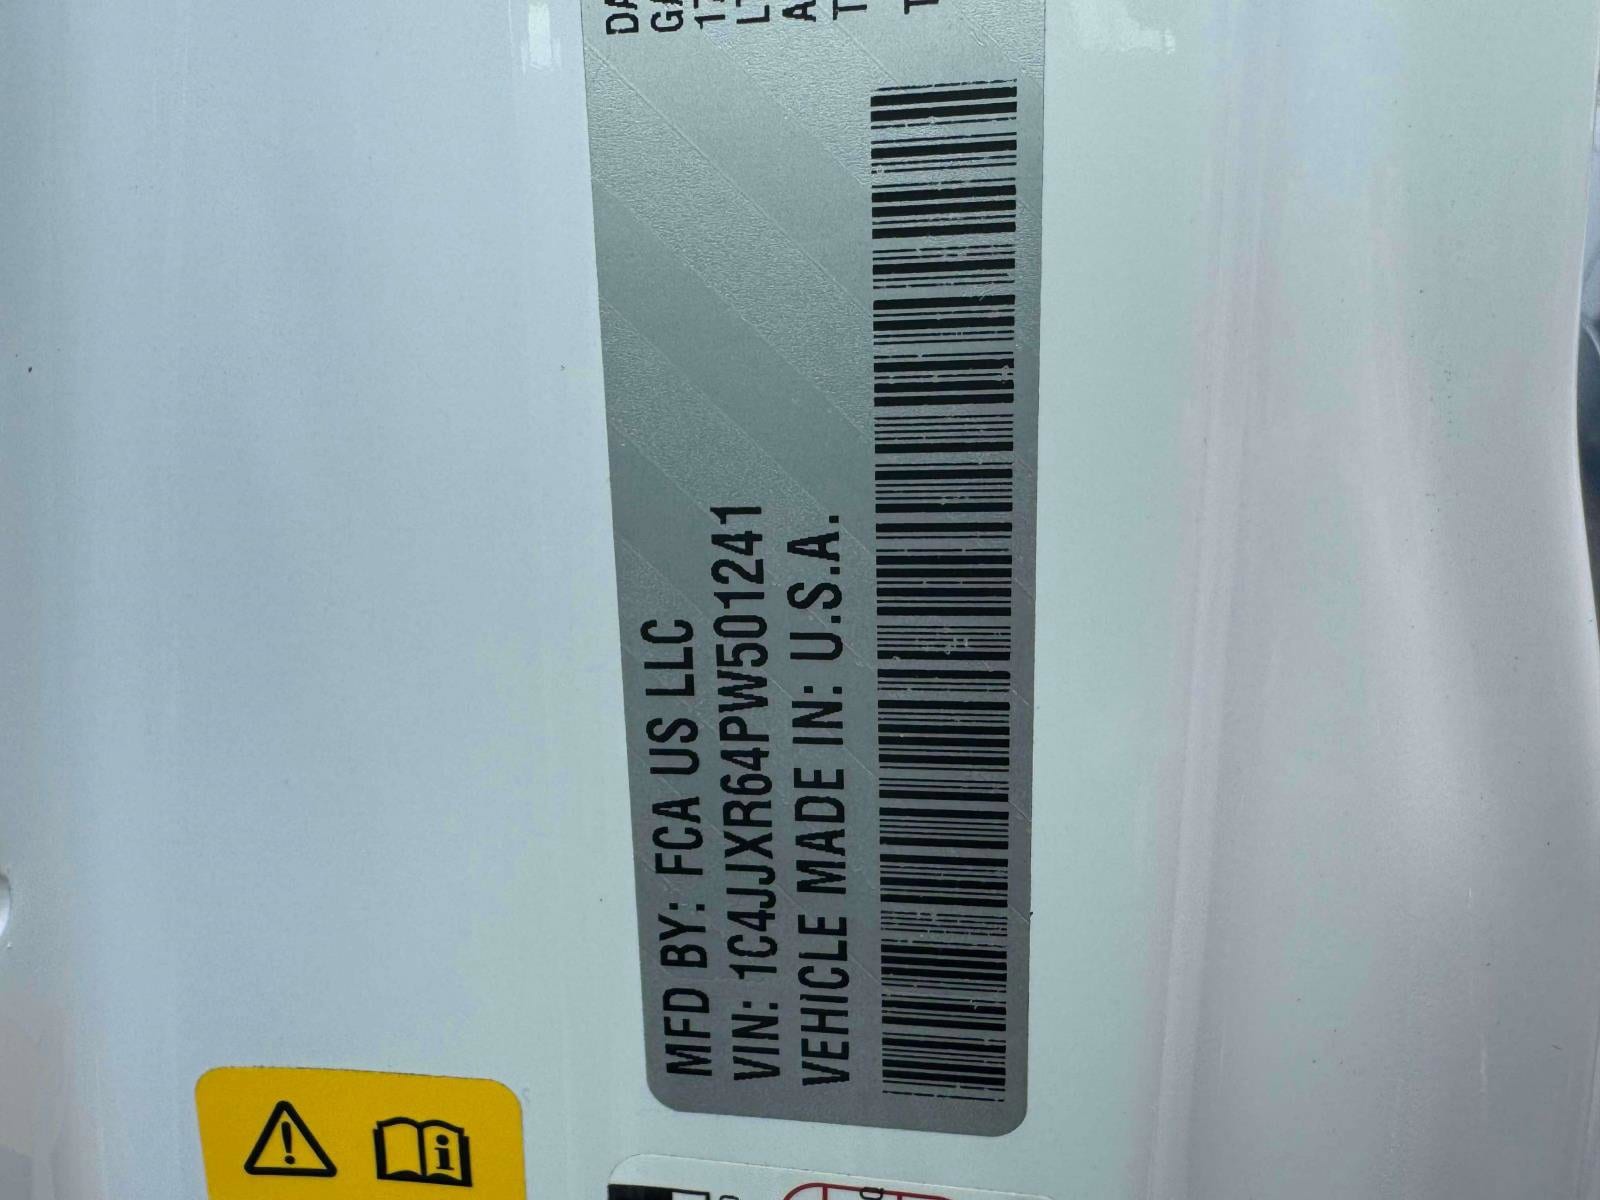 MFD BY: FCA US LLC
VIN: 1C4JJXR64PW501241
VEHICLE MADE IN: U.S.A.